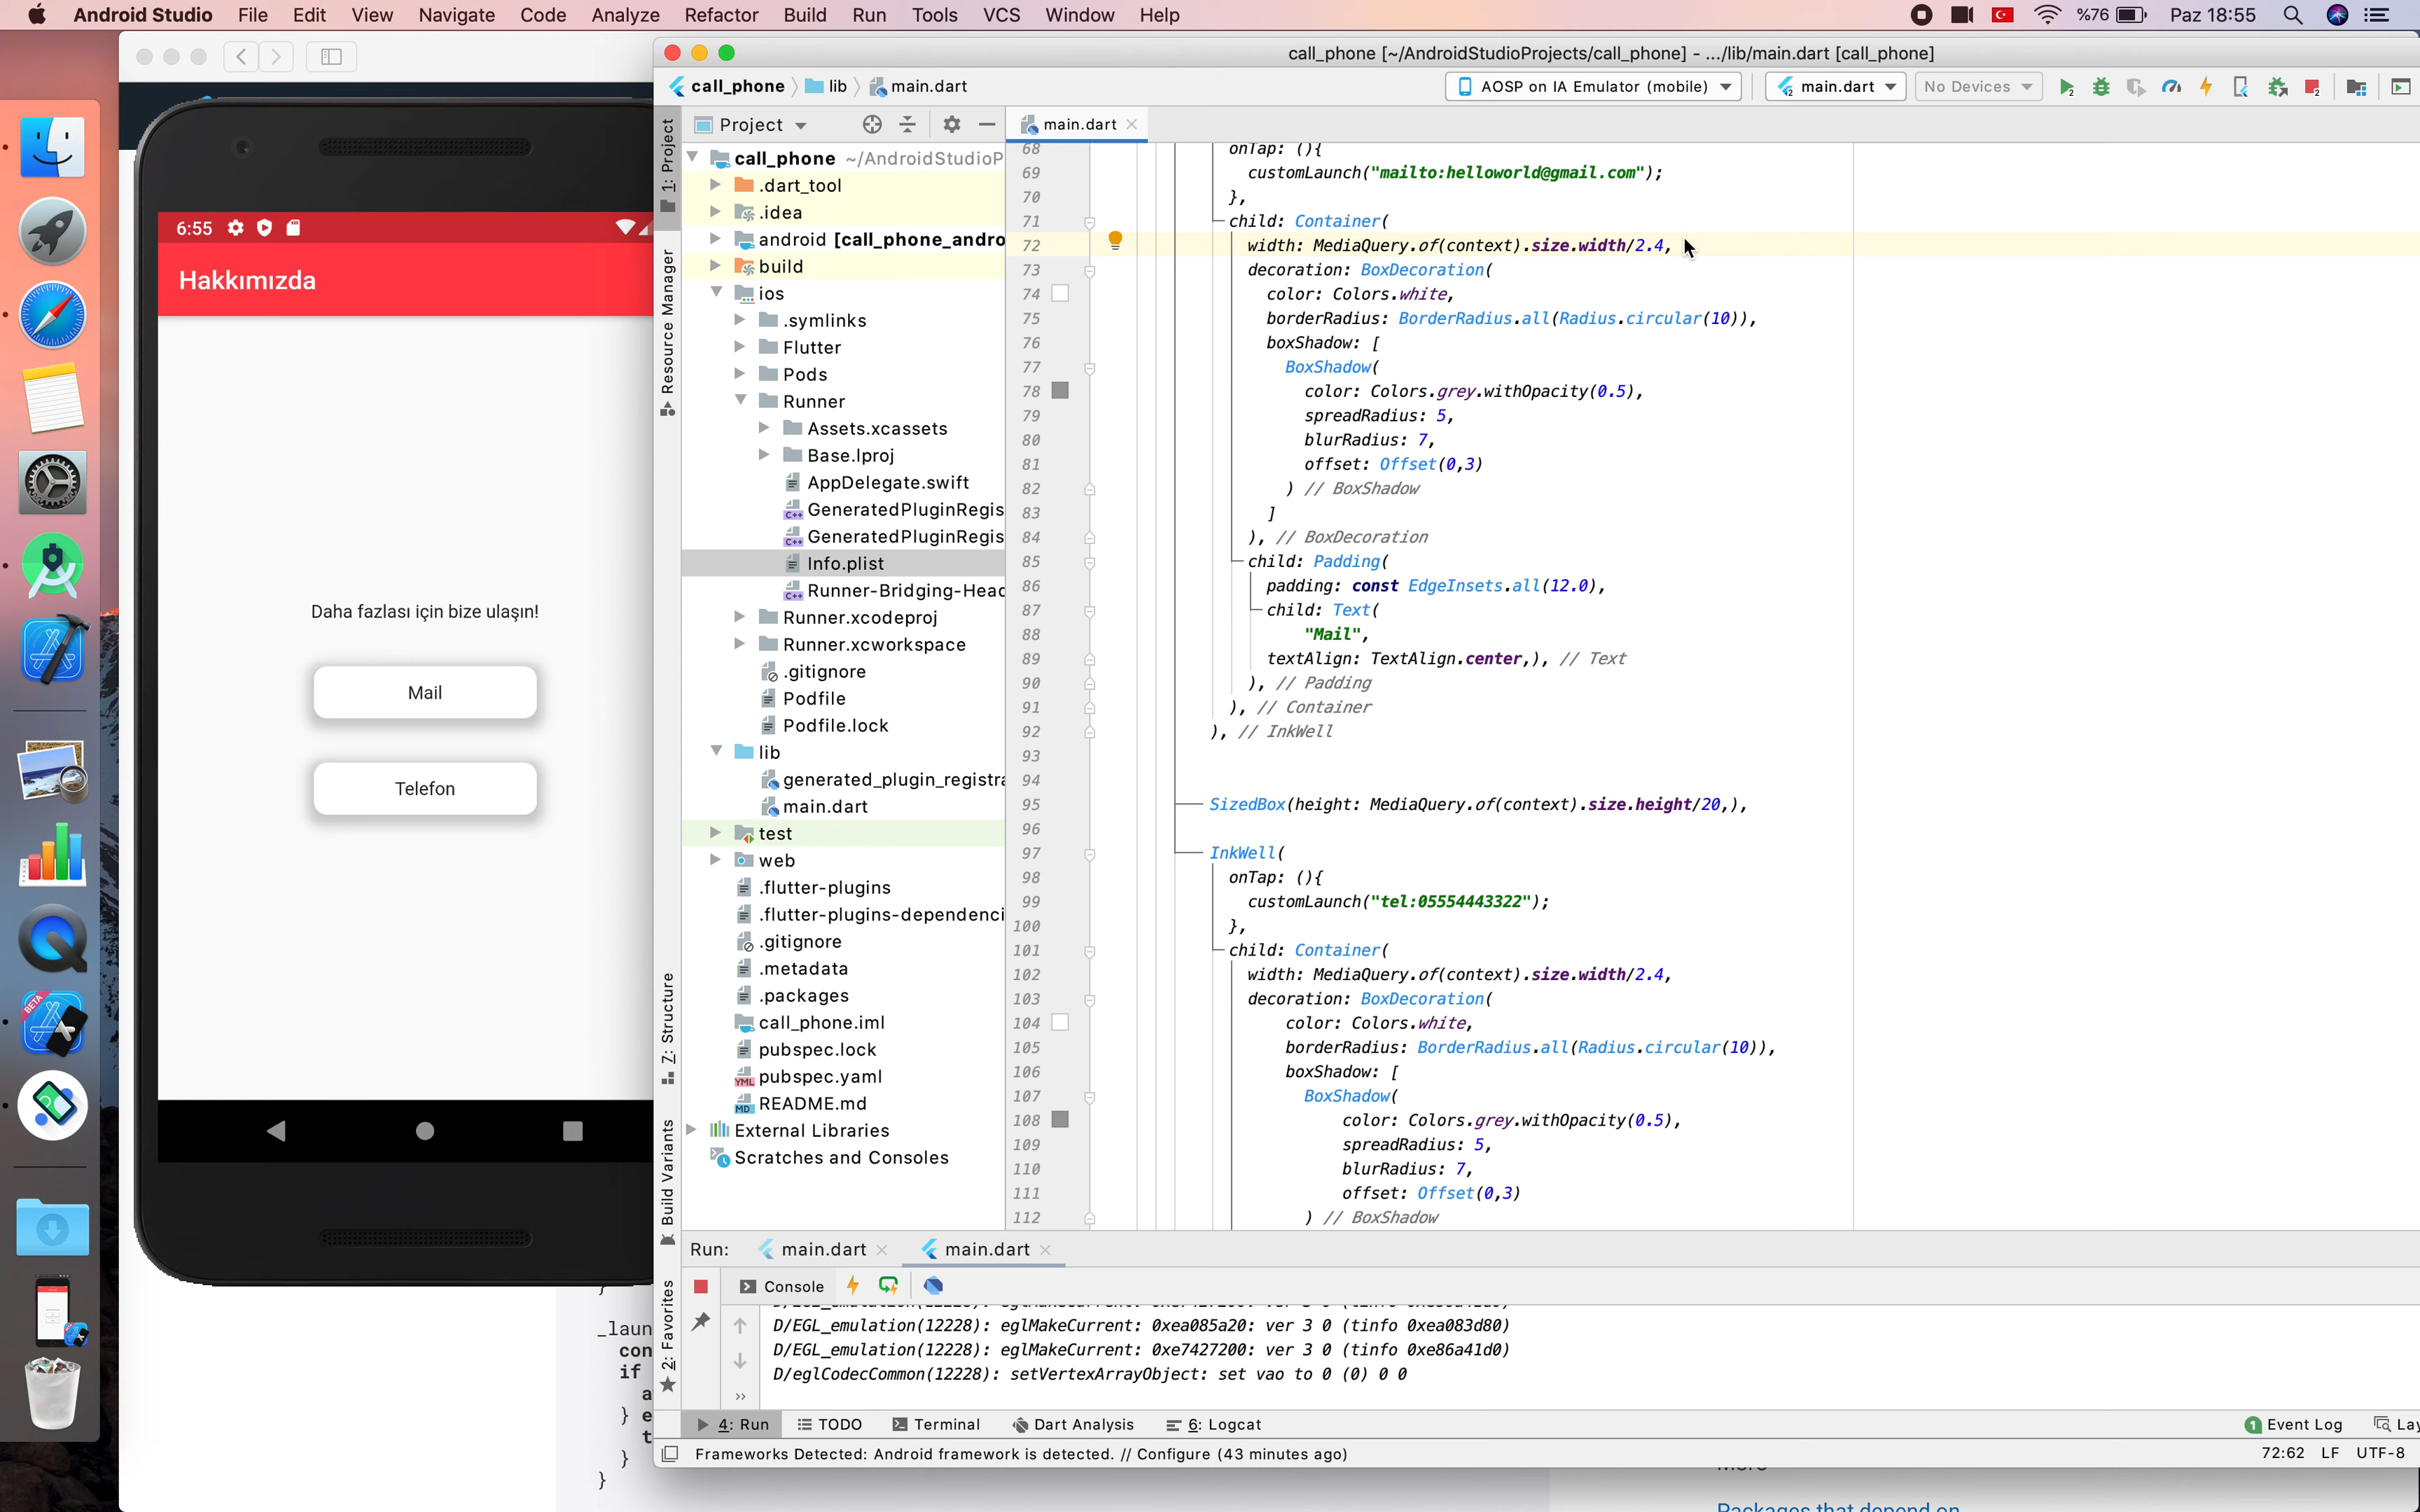 Android Studio File Edit View Navigate Code Analyze Refactor Build Run Tools VCS Window Help
%76 Paz 18:55
call_phone [~/AndroidStudioProjects/call_phone] - .../lib/main.dart [call_phone]
call_phone lib main.dart
AOSP on IA Emulator (mobile) main.dart No Devices
1: Project
Resource Manager
Z: Structure
Build Variants
2: Favorites
Project
main.dart
call_phone ~/AndroidStudioP
.dart_tool
.idea
android [call_phone_andro
build
ios
.symlinks
Flutter
Pods
Runner
Assets.xcassets
Base.lproj
AppDelegate.swift
GeneratedPluginRegis
GeneratedPluginRegis
Info.plist
Runner-Bridging-Head
Runner.xcodeproj
Runner.xcworkspace
.gitignore
Podfile
Podfile.lock
lib
generated_plugin_registra
main.dart
test
web
.flutter-plugins
.flutter-plugins-dependenci
.gitignore
.metadata
.packages
call_phone.iml
pubspec.lock
YML pubspec.yaml
MD README.md
External Libraries
Scratches and Consoles
6:55
Hakkımızda
Daha fazlası için bize ulaşın!
Mail
Telefon
68 onTap: (){
69 customLaunch("mailto:helloworld@gmail.com");
70 },
71 child: Container(
72 width: MediaQuery.of(context).size.width/2.4,
73 decoration: BoxDecoration(
74 color: Colors.white,
75 borderRadius: BorderRadius.all(Radius.circular(10)),
76 boxShadow: [
77 BoxShadow(
78 color: Colors.grey.withOpacity(0.5),
79 spreadRadius: 5,
80 blurRadius: 7,
81 offset: Offset(0,3)
82 ) // BoxShadow
83 ]
84 ), // BoxDecoration
85 child: Padding(
86 padding: const EdgeInsets.all(12.0),
87 child: Text(
88 "Mail",
89 textAlign: TextAlign.center,), // Text
90 ), // Padding
91 ), // Container
92 ), // InkWell
93
94
95 SizedBox(height: MediaQuery.of(context).size.height/20,),
96
97 InkWell(
98 onTap: (){
99 customLaunch("tel:05554443322");
100 },
101 child: Container(
102 width: MediaQuery.of(context).size.width/2.4,
103 decoration: BoxDecoration(
104 color: Colors.white,
105 borderRadius: BorderRadius.all(Radius.circular(10)),
106 boxShadow: [
107 BoxShadow(
108 color: Colors.grey.withOpacity(0.5),
109 spreadRadius: 5,
110 blurRadius: 7,
111 offset: Offset(0,3)
112 ) // BoxShadow
Run: main.dart main.dart
Console
D/EGL_emulation(12228): eglMakeCurrent: 0xea085a20: ver 3 0 (tinfo 0xea083d80)
D/EGL_emulation(12228): eglMakeCurrent: 0xe7427200: ver 3 0 (tinfo 0xe86a41d0)
D/eglCodecCommon(12228): setVertexArrayObject: set vao to 0 (0) 0 0
4: Run TODO Terminal Dart Analysis 6: Logcat 1 Event Log Lay
Frameworks Detected: Android framework is detected. // Configure (43 minutes ago) 72:62 LF UTF-8
}
_laun
con
if
a
} e
t
}
}
Packages that depend on
BETA